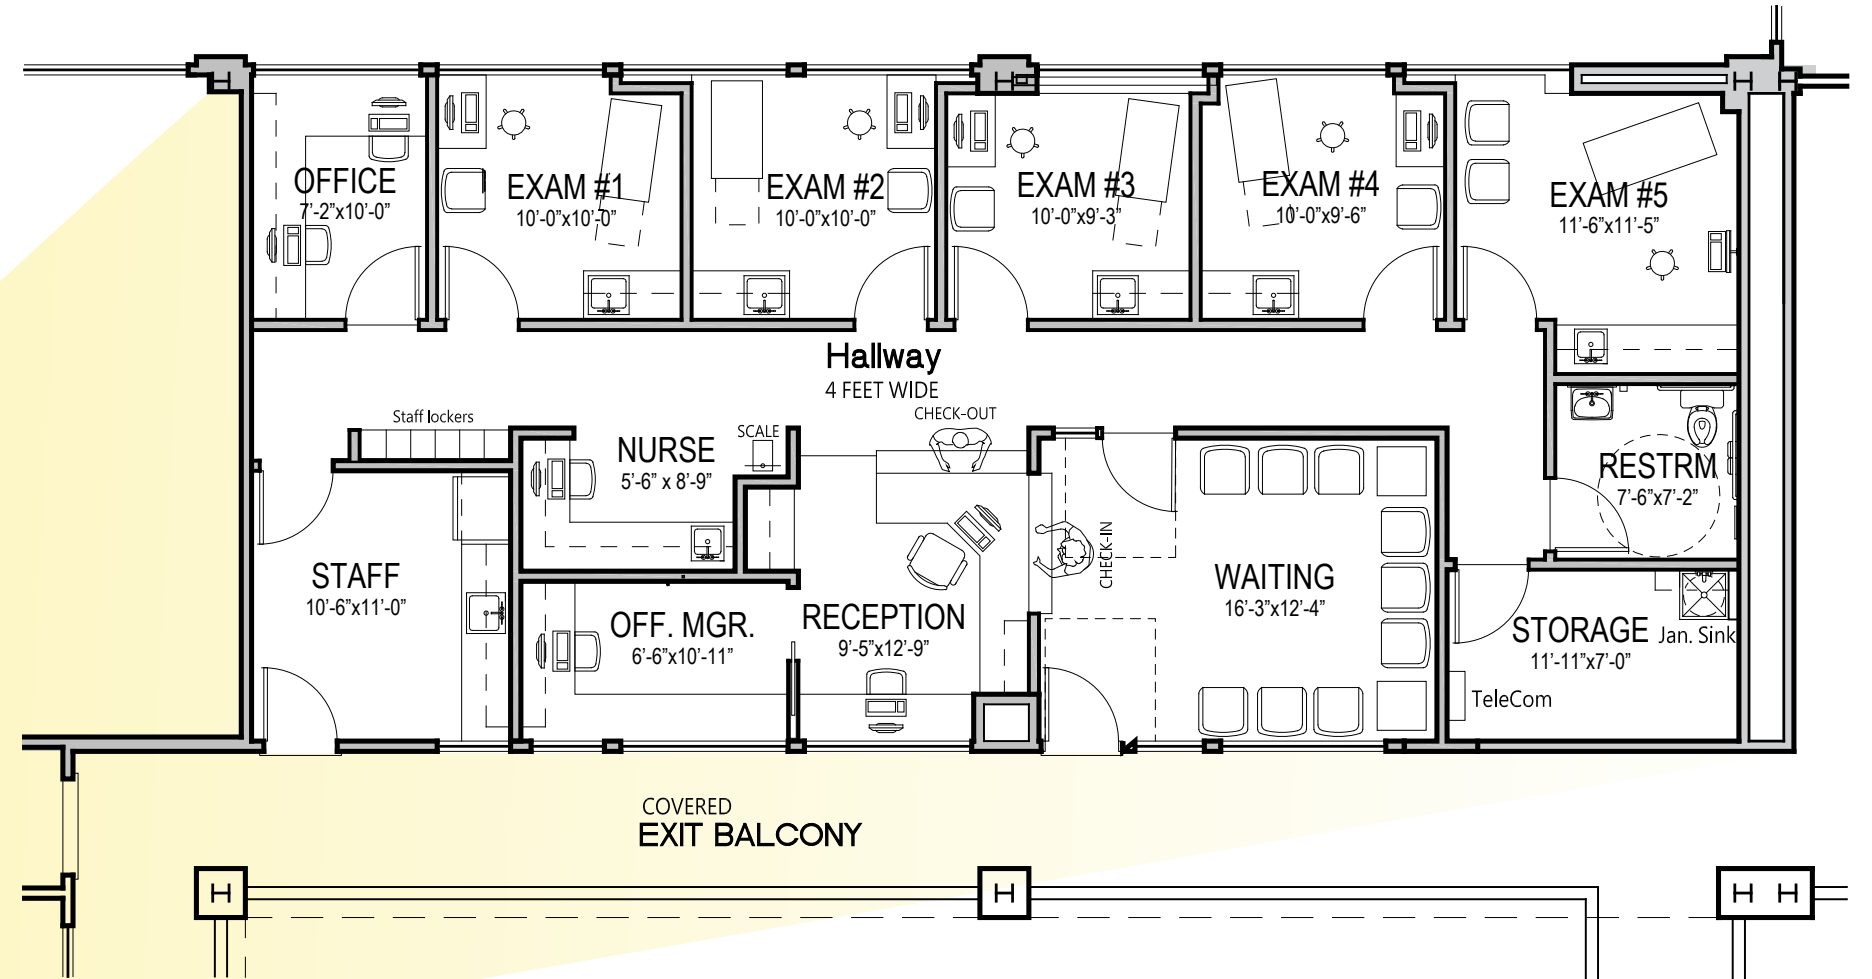 OFFICE
7'-2"x10'-0"
EXAM #1
10'-0"x10'-0"
EXAM #2
10'-0"x10'-0"
EXAM #3
10'-0"x9'-3"
EXAM #4
10'-0"x9'-6"
EXAM #5
11'-6"x11'-5"
Hallway
4 FEET WIDE
Staff lockers
NURSE
5'-6" x 8'-9"
SCALE
CHECK-OUT
CHECK-IN
RESTRM
7'-6"x7'-2"
STAFF
10'-6"x11'-0"
OFF. MGR.
6'-6"x10'-11"
RECEPTION
9'-5"x12'-9"
WAITING
16'-3"x12'-4"
STORAGE
11'-11"x7'-0"
Jan. Sink
TeleCom
COVERED
EXIT BALCONY